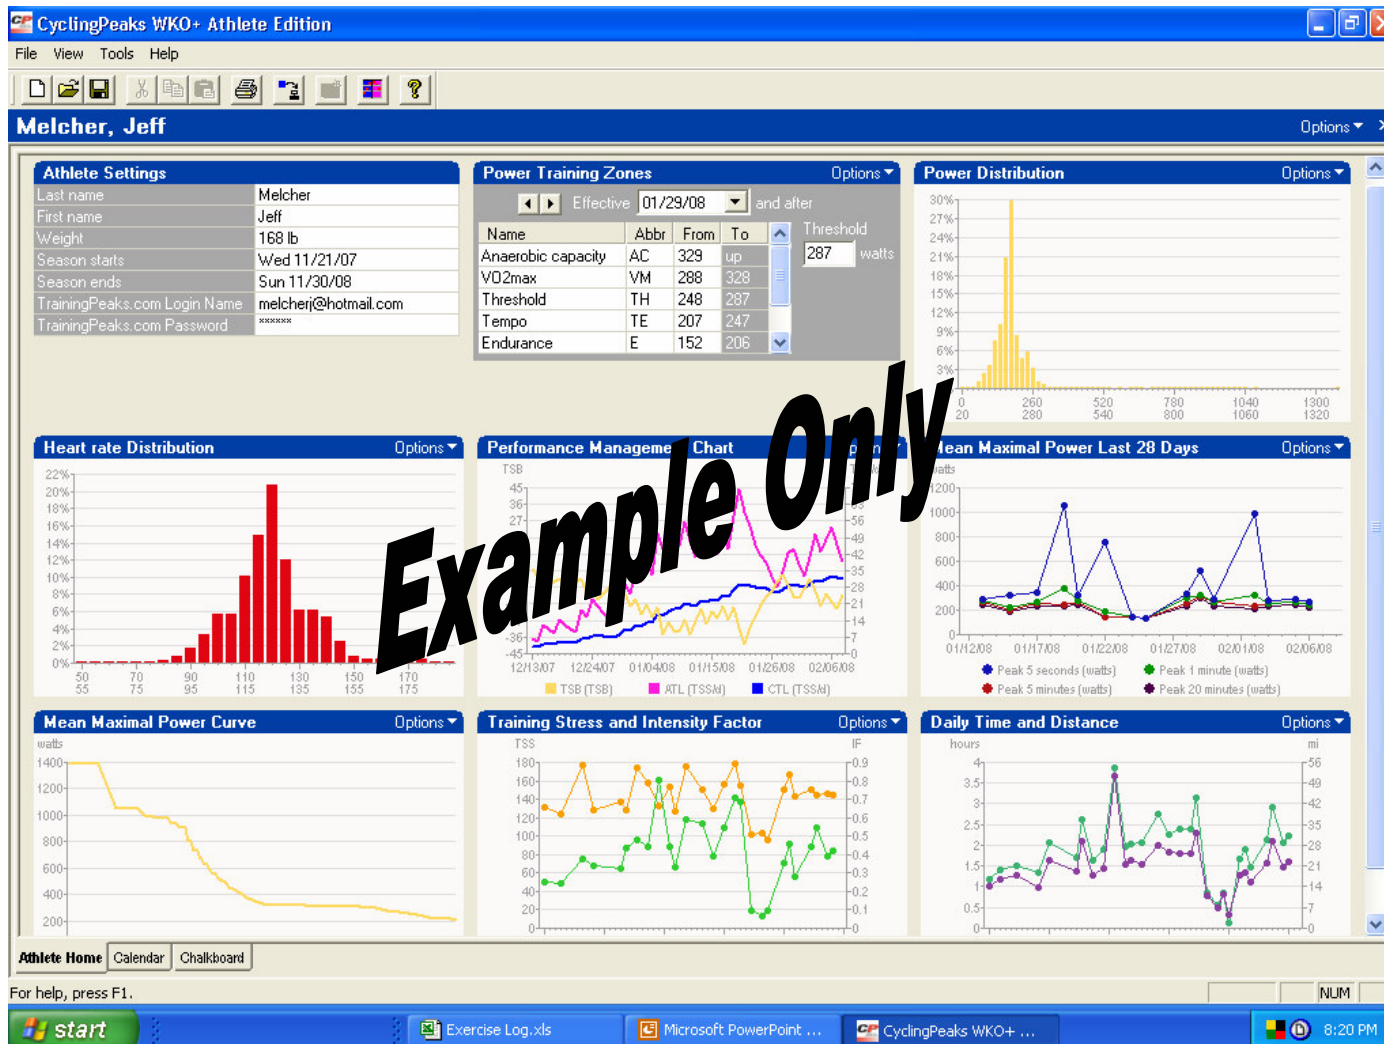 CyclingPeaks WKO+ Athlete Edition
File View Tools Help
Melcher, Jeff
Options
Athlete Settings
Last name Melcher
First name Jeff
Weight 168 lb
Season starts Wed 11/21/07
Season ends Sun 11/30/08
TrainingPeaks.com Login Name melcherj@hotmail.com
TrainingPeaks.com Password ******
Power Training Zones Options
Effective 01/29/08 and after
Threshold
287 watts
Name Abbr From To
Anaerobic capacity AC 329 up
VO2max VM 288 328
Threshold TH 248 287
Tempo TE 207 247
Endurance E 152 206
Power Distribution Options
30%
27%
24%
21%
18%
15%
12%
9%
6%
3%
0 260 520 780 1040 1300
20 280 540 800 1060 1320
Example Only
Heart rate Distribution Options
22%
20%
18%
16%
14%
12%
10%
8%
6%
4%
2%
0%
50 70 90 110 130 150 170
55 75 95 115 135 155 175
Performance Management Chart
TSB
45
36
27
-36
-45
56
49
42
35
28
21
14
7
0
12/13/07 12/24/07 01/04/08 01/15/08 01/26/08 02/06/08
TSB (TSB) ATL (TSS/d) CTL (TSS/d)
Mean Maximal Power Last 28 Days Options
watts
1200
1000
800
600
400
200
0
01/12/08 01/17/08 01/22/08 01/28/08 02/01/08 02/06/08
Peak 5 seconds (watts) Peak 1 minute (watts)
Peak 5 minutes (watts) Peak 20 minutes (watts)
Mean Maximal Power Curve Options
watts
1400
1200
1000
800
600
400
200
Training Stress and Intensity Factor Options
TSS IF
180 0.9
160 0.8
140 0.7
120 0.6
100 0.5
80 0.4
60 0.3
40 0.2
20 0.1
0 0
Daily Time and Distance Options
hours mi
4 56
3.5 49
3 42
2.5 35
2 28
1.5 21
1 14
0.5 7
0 0
Athlete Home Calendar Chalkboard
For help, press F1.
NUM
start Exercise Log.xls Microsoft PowerPoint ... CyclingPeaks WKO+ ... 8:20 PM